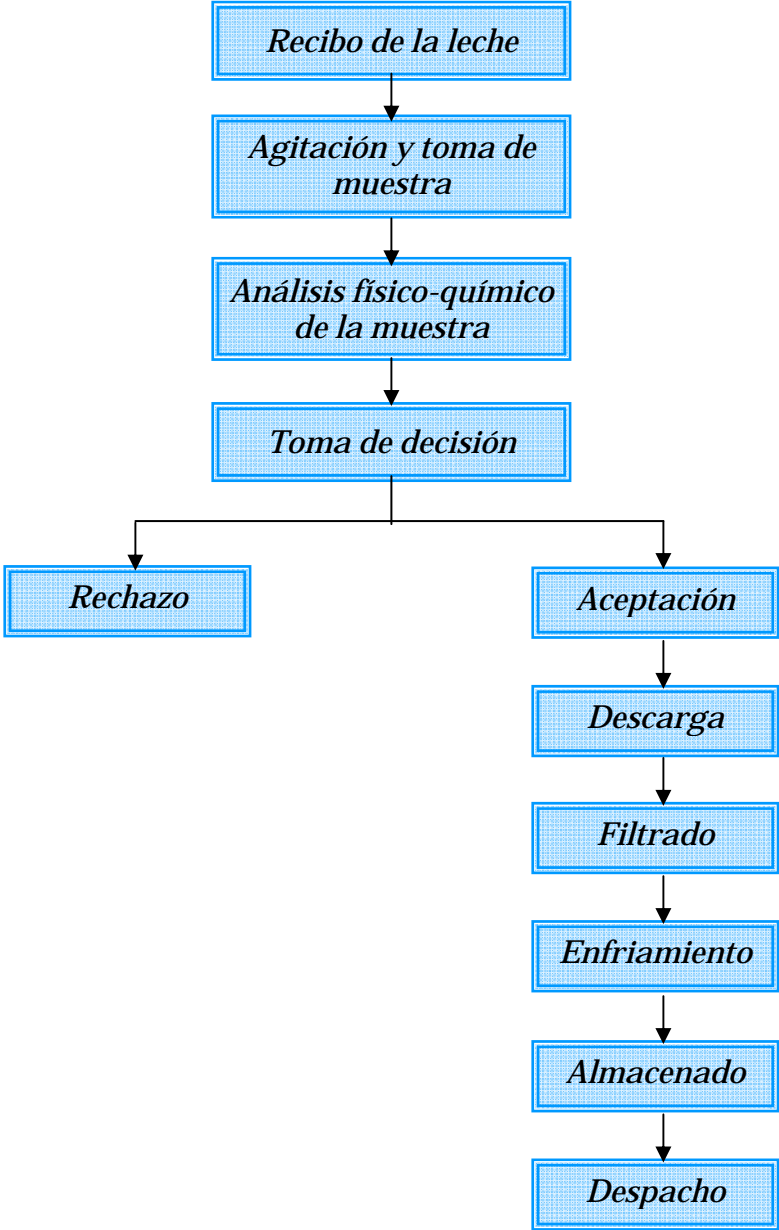 Recibo de la leche
Agitación y toma de
muestra
Análisis físico-químico
de la muestra
Toma de decisión
Rechazo
Aceptación
Descarga
Filtrado
Enfriamiento
Almacenado
Despacho